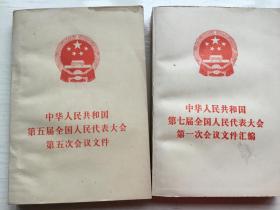 中华人民共和国
第五届全国人民代表大会
第五次会议文件
中华人民共和国
第七届全国人民代表大会
第一次会议文件汇编